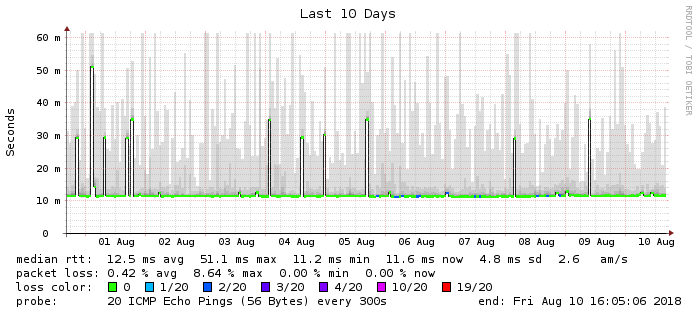 Last 10 Days
RRDTOOL / TOBI OETIKER
Seconds
60 m
50 m
40 m
30 m
20 m
10 m
0
01 Aug 02 Aug 03 Aug 04 Aug 05 Aug 06 Aug 07 Aug 08 Aug 09 Aug 10 Aug
median rtt: 12.5 ms avg 51.1 ms max 11.2 ms min 11.6 ms now 4.8 ms sd 2.6 am/s
packet loss: 0.42 % avg 8.64 % max 0.00 % min 0.00 % now
loss color: 0 1/20 2/20 3/20 4/20 10/20 19/20
probe: 20 ICMP Echo Pings (56 Bytes) every 300s end: Fri Aug 10 16:05:06 2018